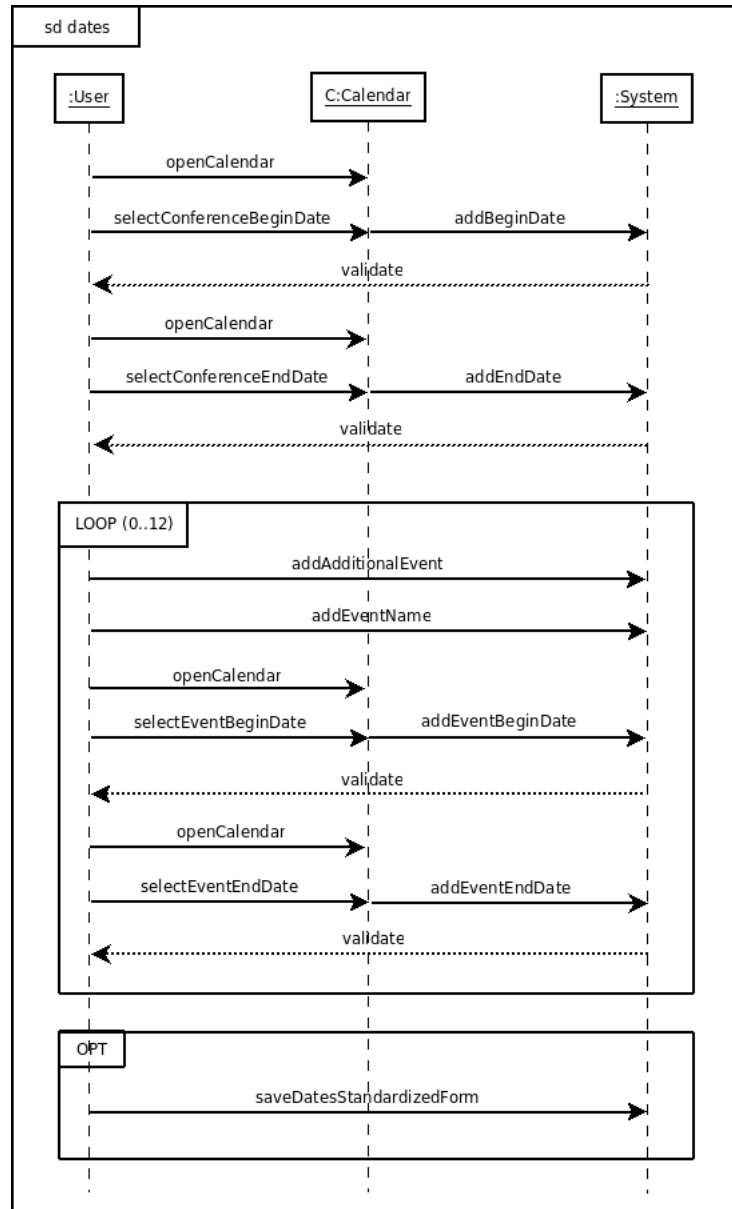 sd dates
:User
C:Calendar
:System
openCalendar
selectConferenceBeginDate
addBeginDate
validate
openCalendar
selectConferenceEndDate
addEndDate
validate
LOOP (0..12)
addAdditionalEvent
addEventName
openCalendar
selectEventBeginDate
addEventBeginDate
validate
openCalendar
selectEventEndDate
addEventEndDate
validate
OPT
saveDatesStandardizedForm